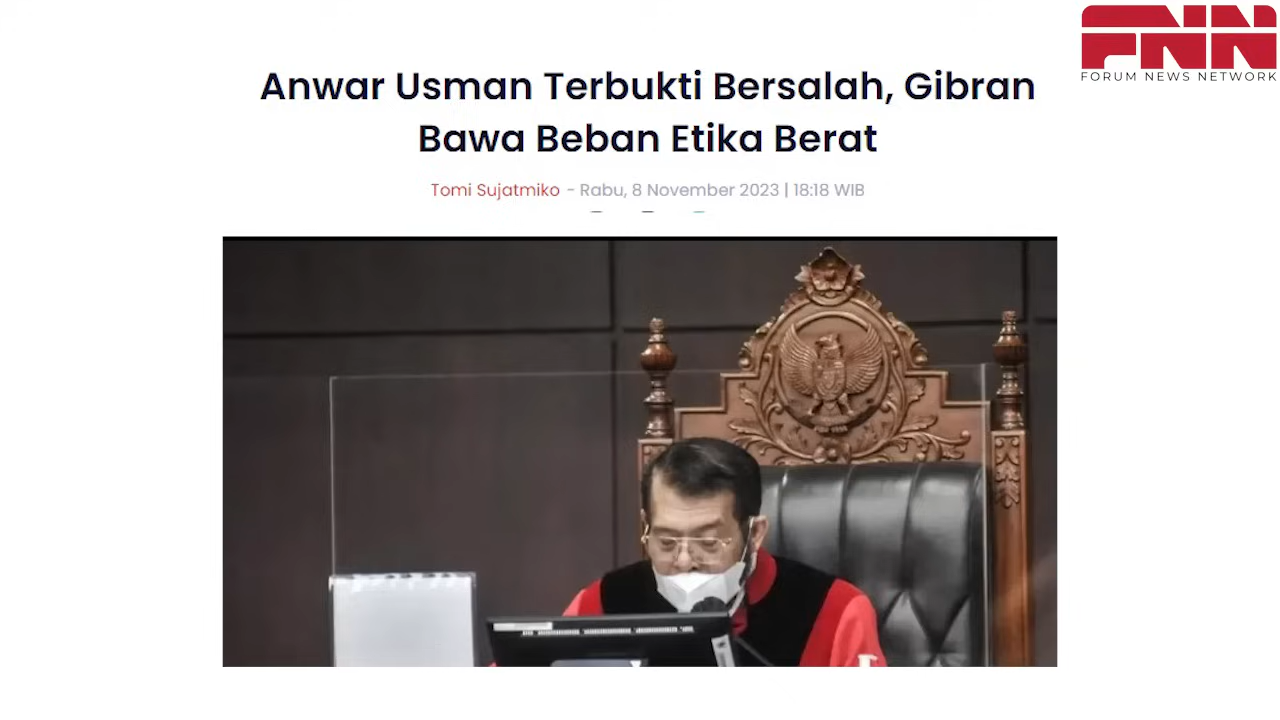 FNN
FORUM NEWS NETWORK
Anwar Usman Terbukti Bersalah, Gibran
Bawa Beban Etika Berat
Tomi Sujatmiko - Rabu, 8 November 2023 | 18:18 WIB